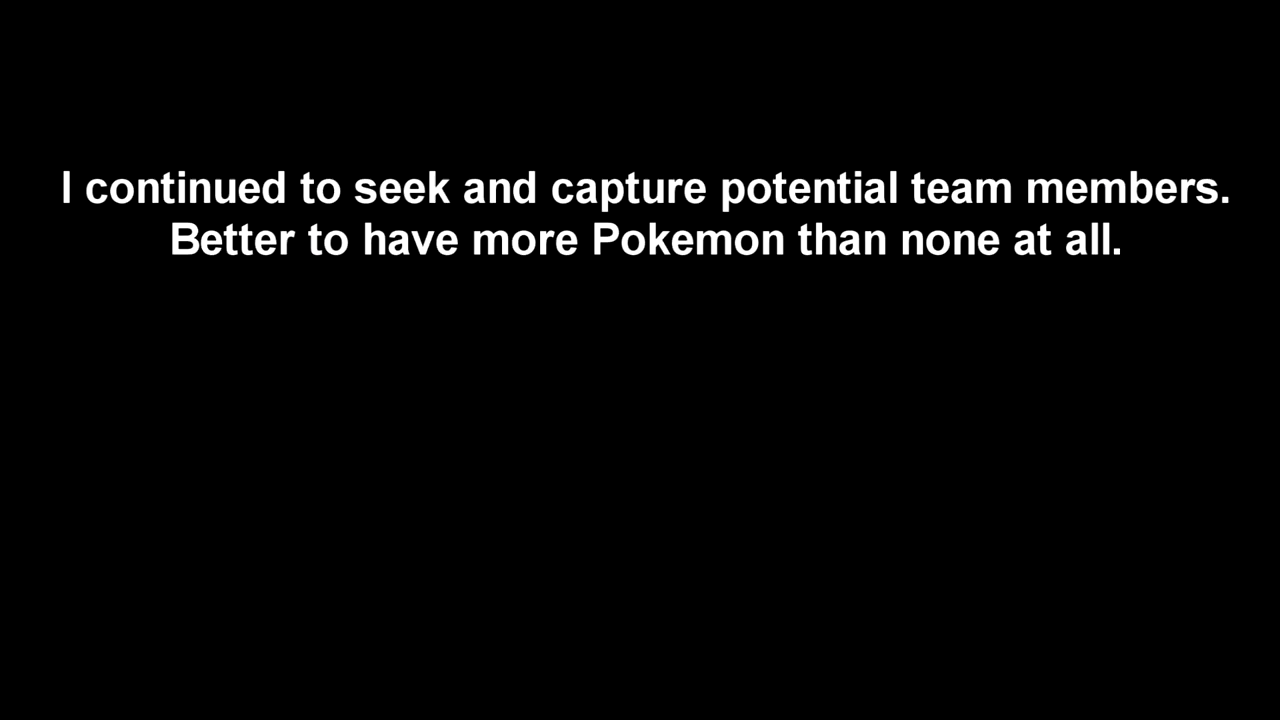 I continued to seek and capture potential team members.
Better to have more Pokemon than none at all.